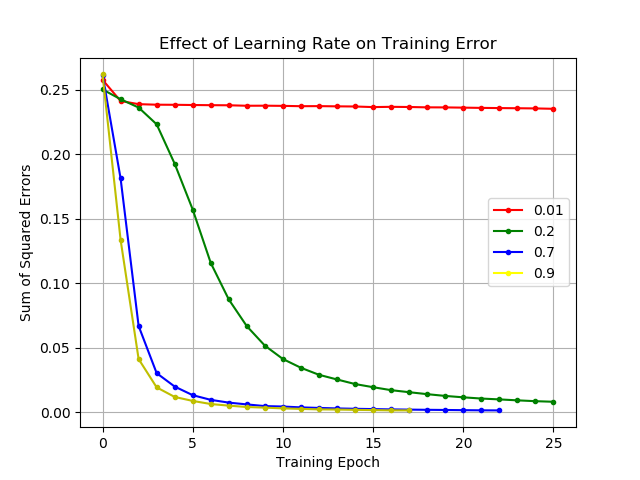 Effect of Learning Rate on Training Error
Sum of Squared Errors
0.25
0.20
0.15
0.10
0.05
0.00
0.01
0.2
0.7
0.9
0 5 10 15 20 25
Training Epoch